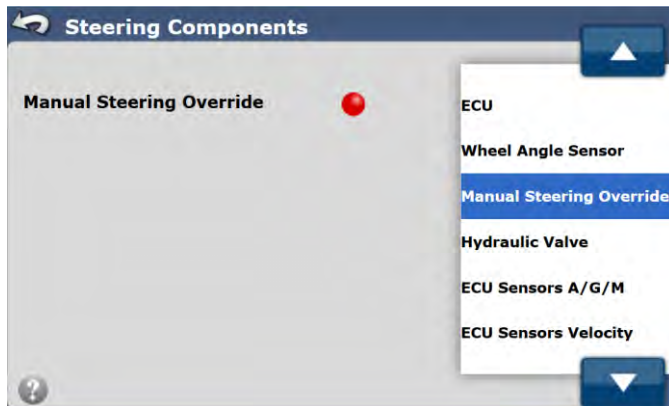 Steering Components
Manual Steering Override
ECU
Wheel Angle Sensor
Manual Steering Override
Hydraulic Valve
ECU Sensors A/G/M
ECU Sensors Velocity
?